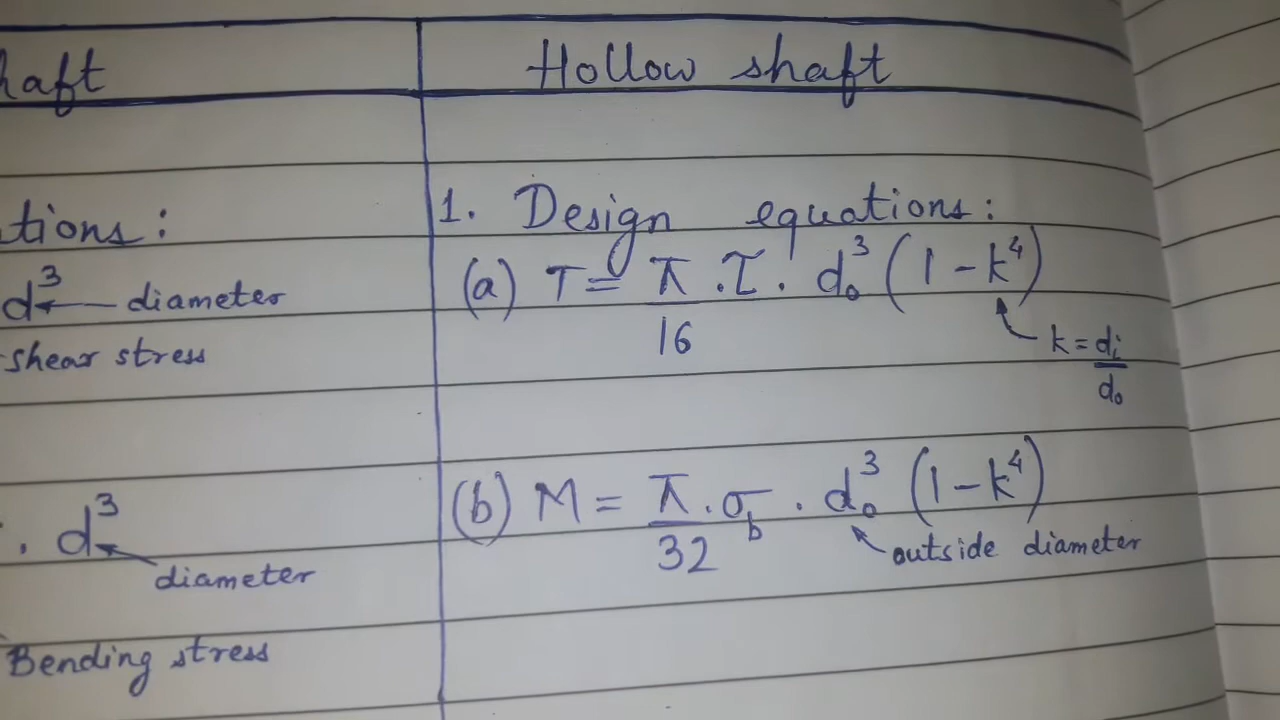 haft
tions:
d³ ← diameter
shear stress
. d³
diameter
Bending stress
Hollow shaft
1. Design equations:
(a) T = π/16 . τ . d₀³ (1 - k⁴)
k = dᵢ/d₀
(b) M = π/32 . σ_b . d₀³ (1 - k⁴)
outside diameter